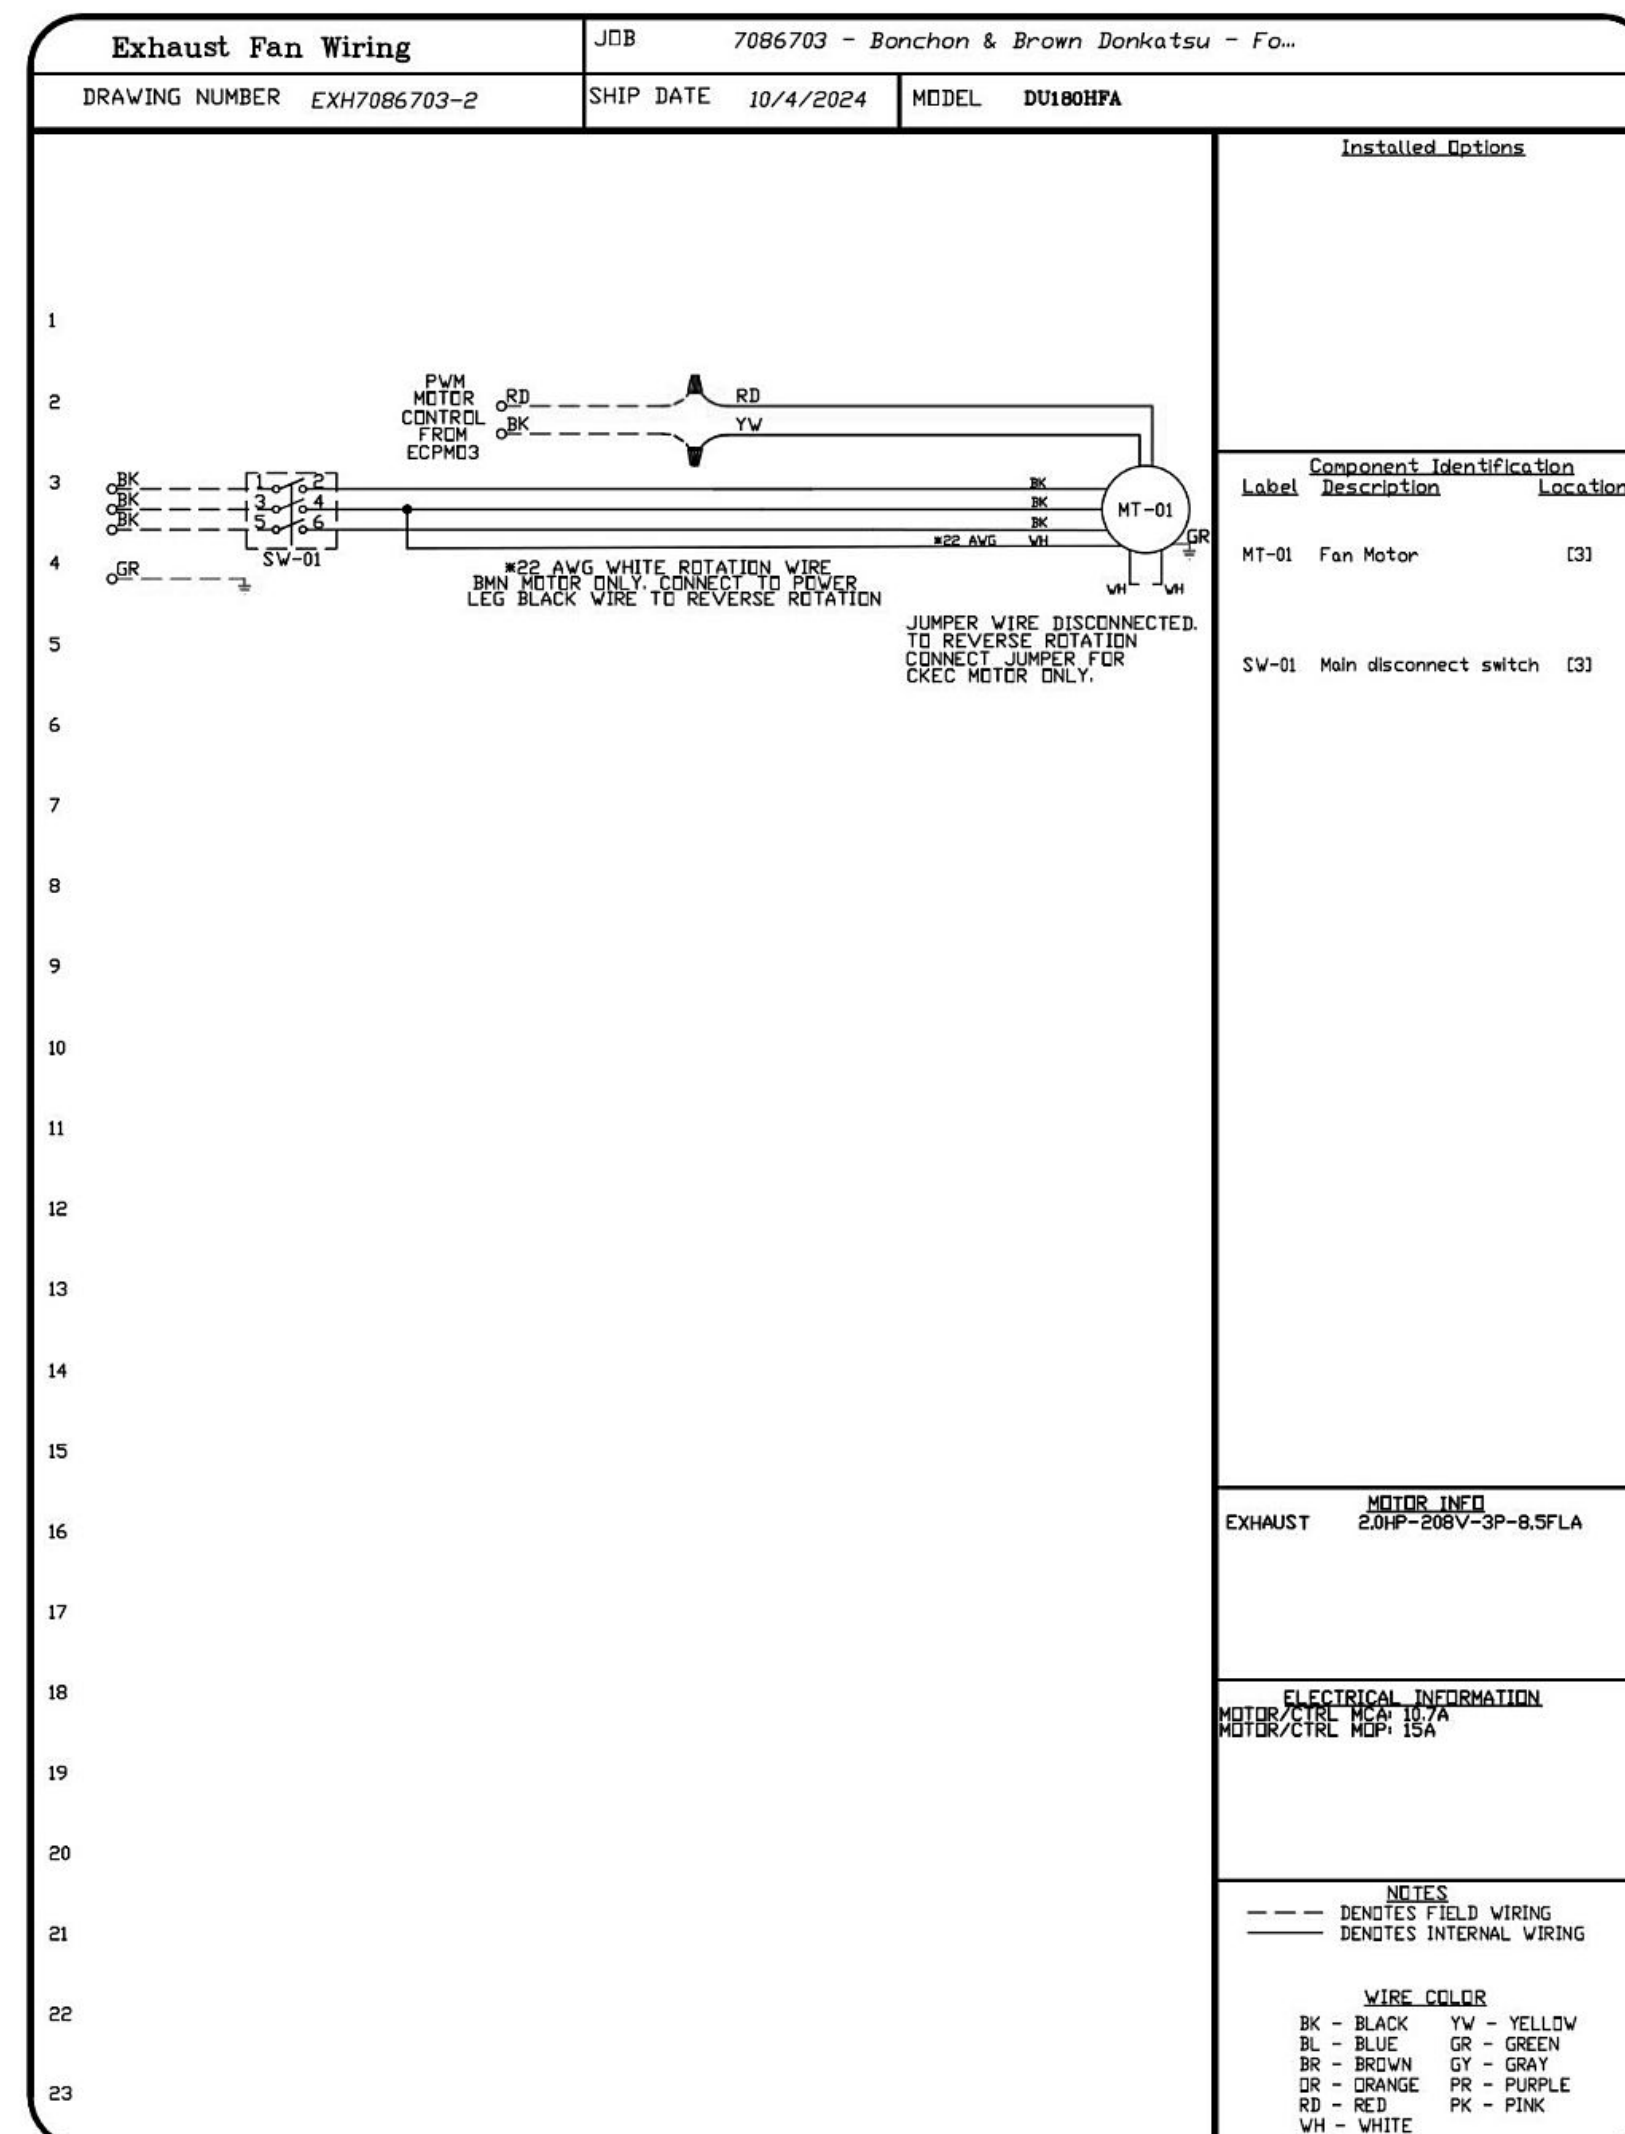 Exhaust Fan Wiring
JOB 7086703 - Bonchon & Brown Donkatsu - Fo...
DRAWING NUMBER EXH7086703-2
SHIP DATE 10/4/2024
MODEL DU180HFA
Installed Options
1
2
3
4
5
6
7
8
9
10
11
12
13
14
15
16
17
18
19
20
21
22
23
PWM
MOTOR
CONTROL
FROM
ECPM03
RD
BK
RD
YW
BK
BK
BK
1 2
3 4
5 6
SW-01
GR
BK
BK
BK
*22 AWG WH
MT-01
GR
WH WH
*22 AWG WHITE ROTATION WIRE
BMN MOTOR ONLY. CONNECT TO POWER
LEG BLACK WIRE TO REVERSE ROTATION
JUMPER WIRE DISCONNECTED.
TO REVERSE ROTATION
CONNECT JUMPER FOR
CKEC MOTOR ONLY.
Component Identification
Label Description Location
MT-01 Fan Motor [3]
SW-01 Main disconnect switch [3]
MOTOR INFO
EXHAUST 2.0HP-208V-3P-8.5FLA
ELECTRICAL INFORMATION
MOTOR/CTRL MCA: 10.7A
MOTOR/CTRL MOP: 15A
NOTES
DENOTES FIELD WIRING
DENOTES INTERNAL WIRING
WIRE COLOR
BK - BLACK YW - YELLOW
BL - BLUE GR - GREEN
BR - BROWN GY - GRAY
OR - ORANGE PR - PURPLE
RD - RED PK - PINK
WH - WHITE